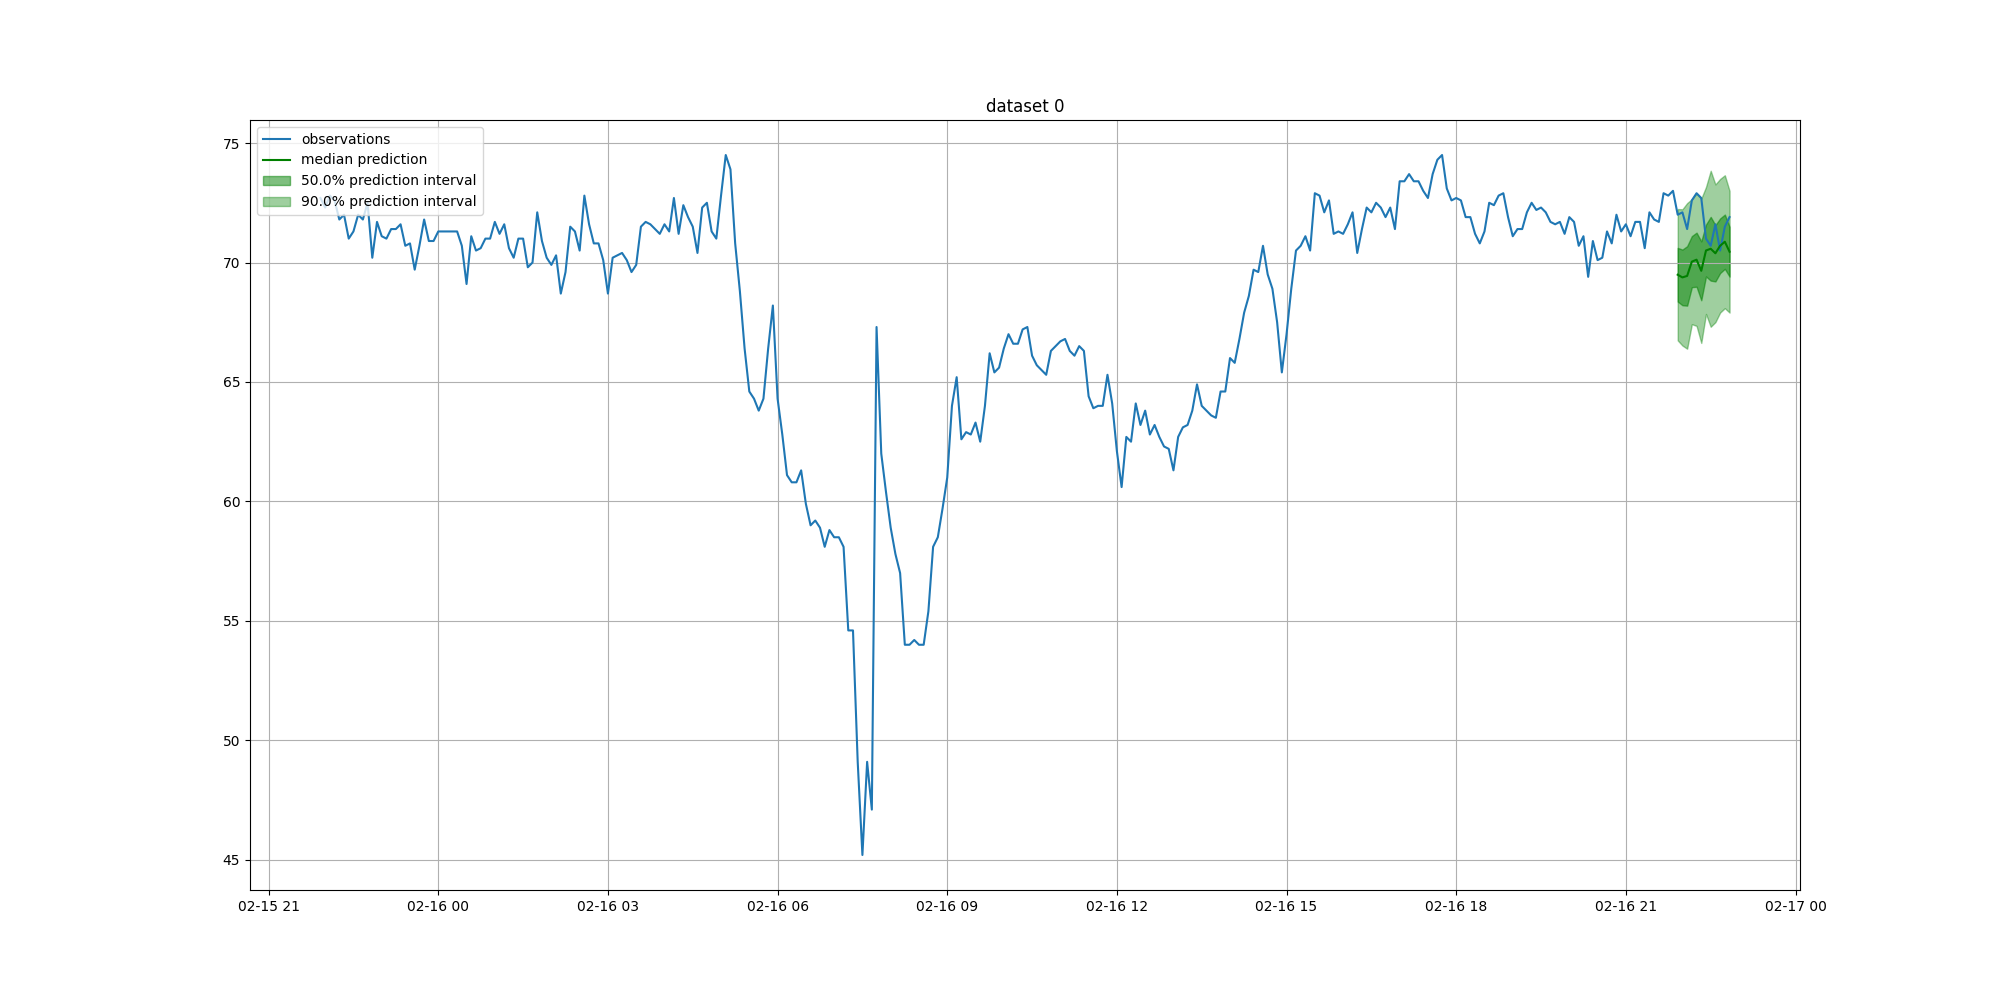 dataset 0
observations
median prediction
50.0% prediction interval
90.0% prediction interval
75
70
65
60
55
50
45
02-15 21 02-16 00 02-16 03 02-16 06 02-16 09 02-16 12 02-16 15 02-16 18 02-16 21 02-17 00